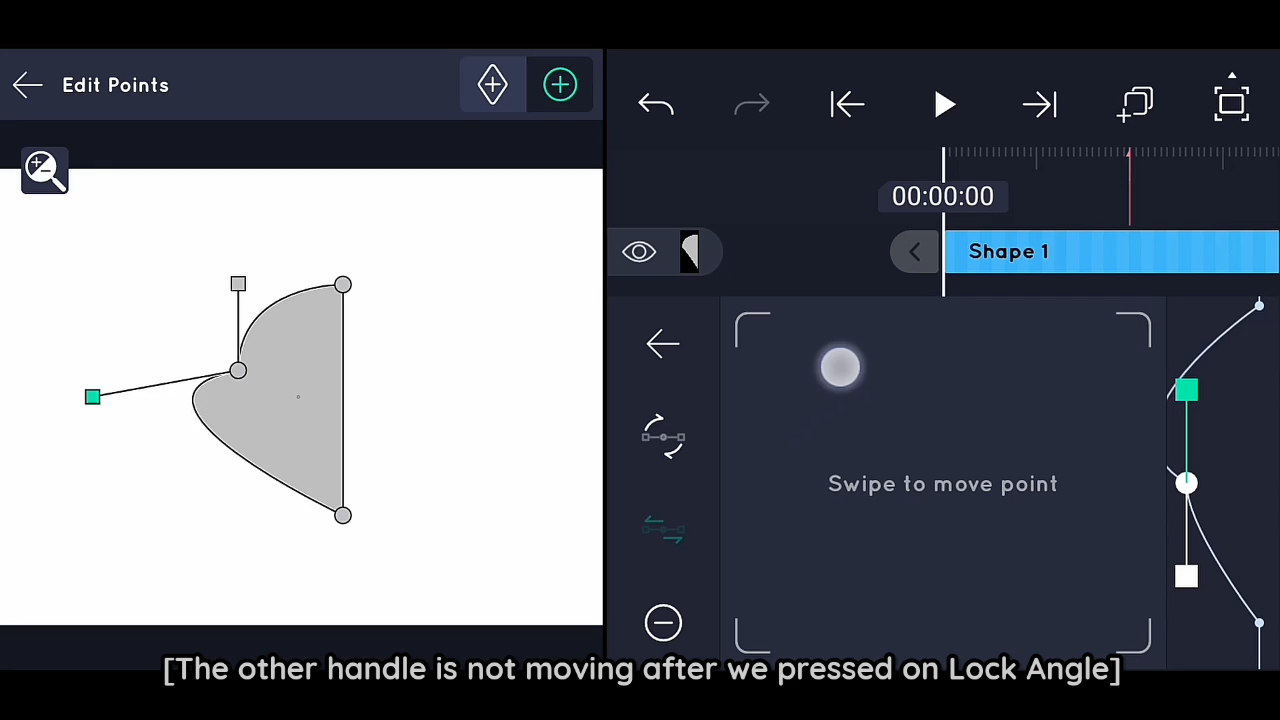 Edit Points
00:00:00
Shape 1
Swipe to move point
[The other handle is not moving after we pressed on Lock Angle]